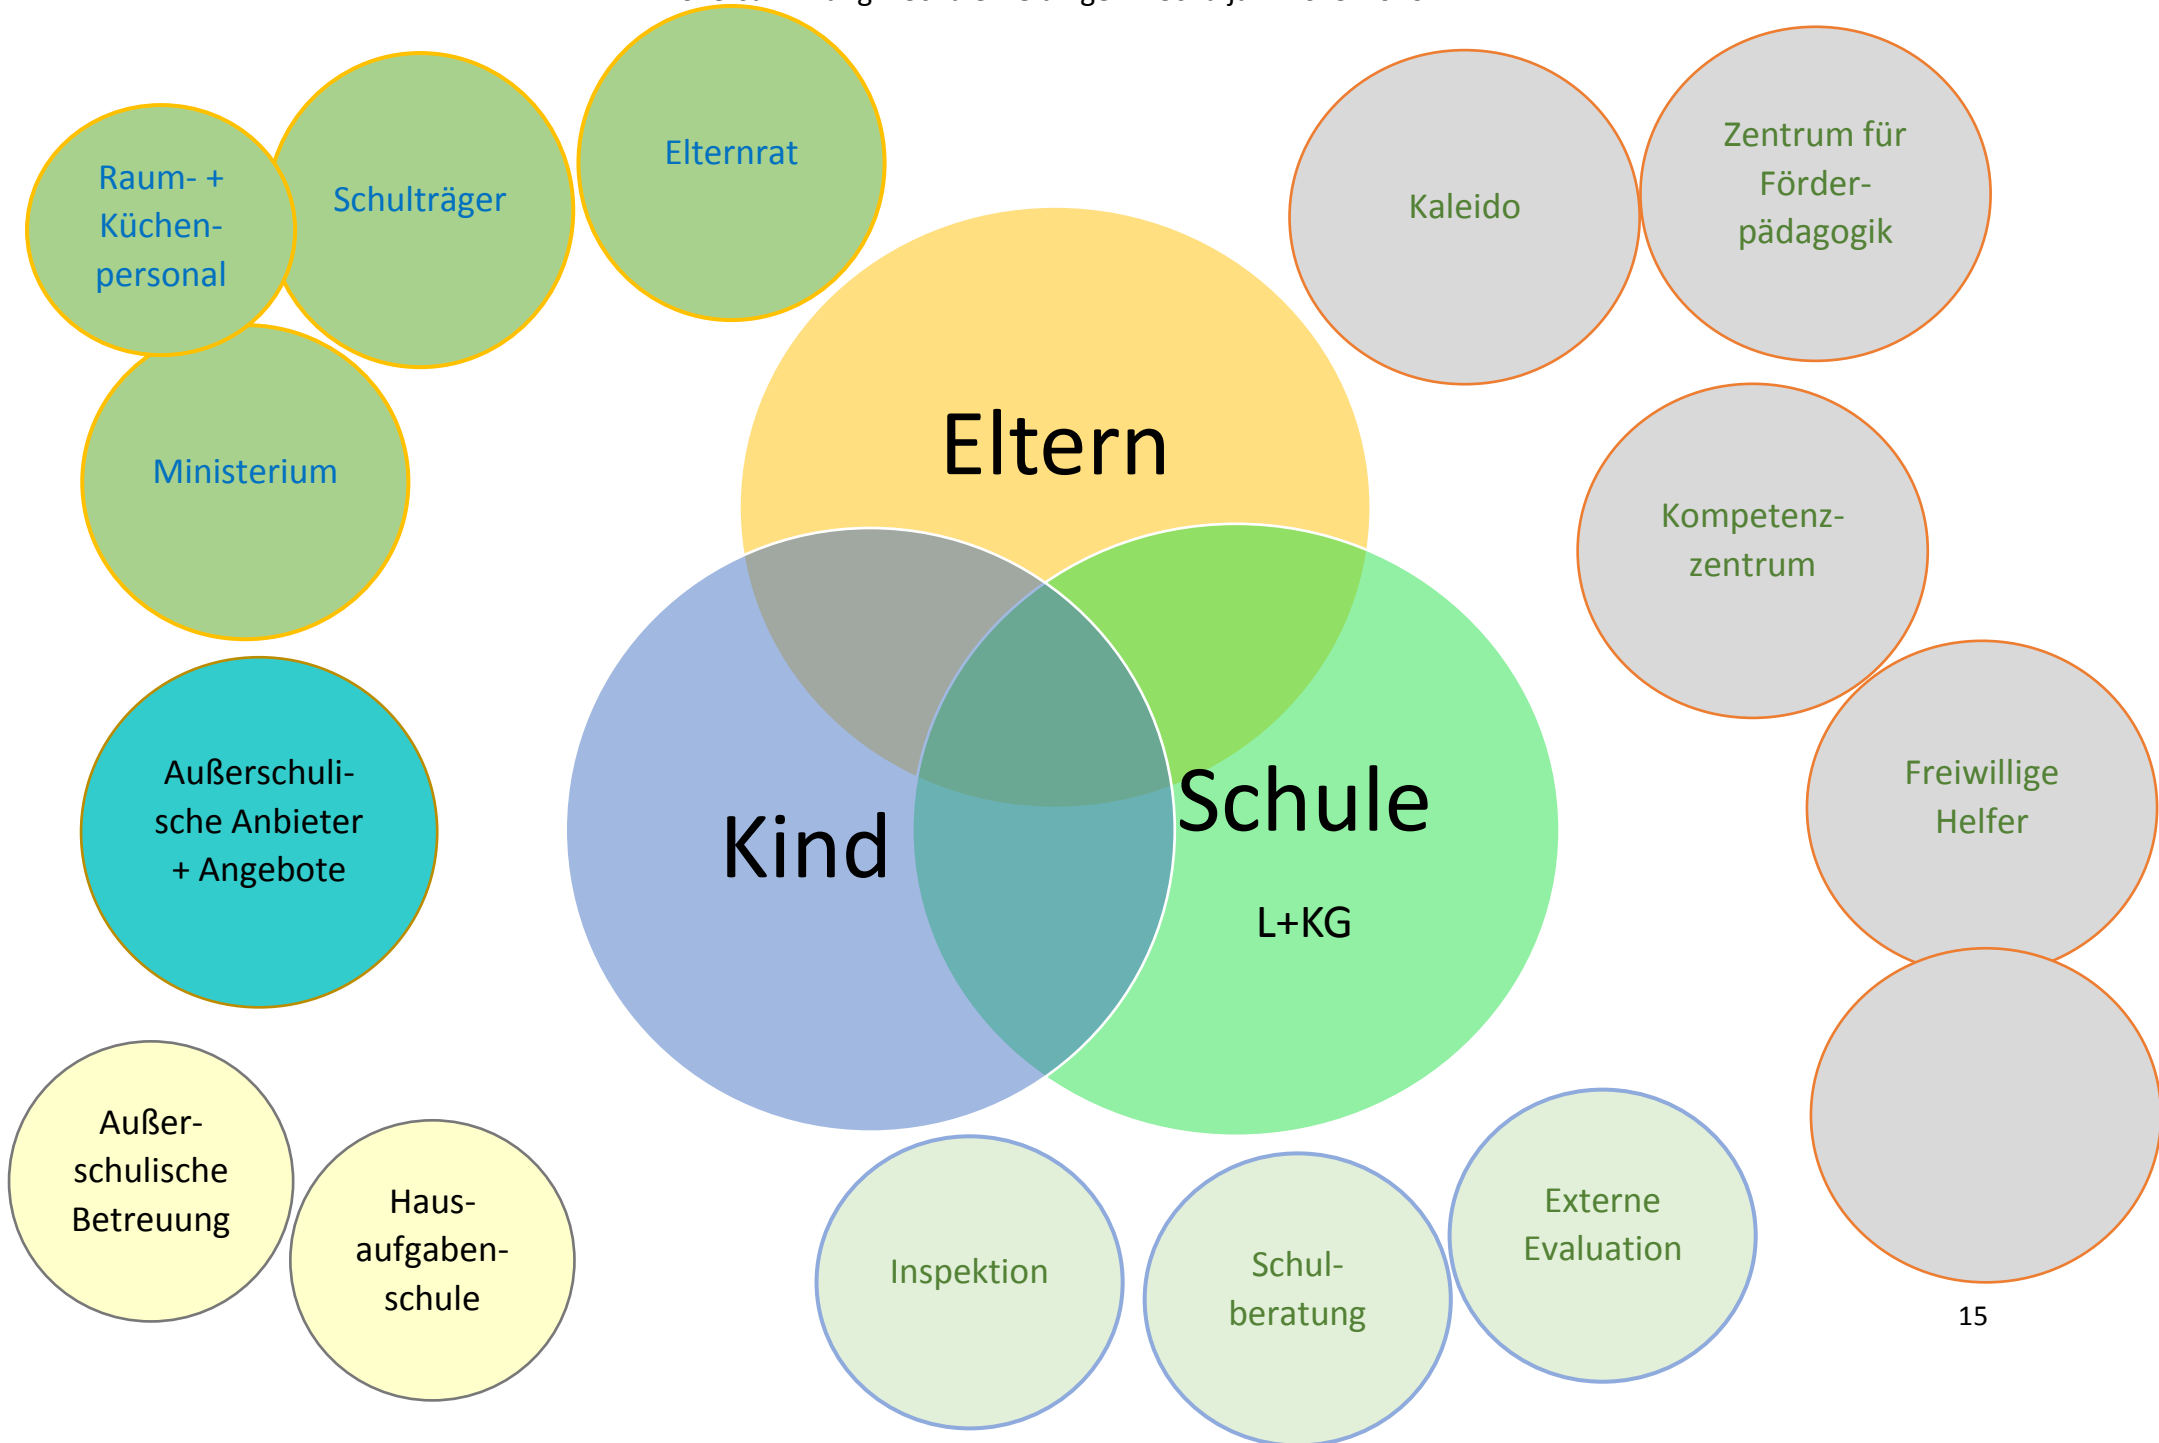 Elternrat
Zentrum für
Förder-
pädagogik
Kaleido
Schulträger
Raum- +
Küchen-
personal
Eltern
Ministerium
Kompetenz-
zentrum
Außerschuli-
sche Anbieter
+ Angebote
Kind
Schule
L+KG
Freiwillige
Helfer
Außer-
schulische
Betreuung
Haus-
aufgaben-
schule
Inspektion
Schul-
beratung
Externe
Evaluation
15